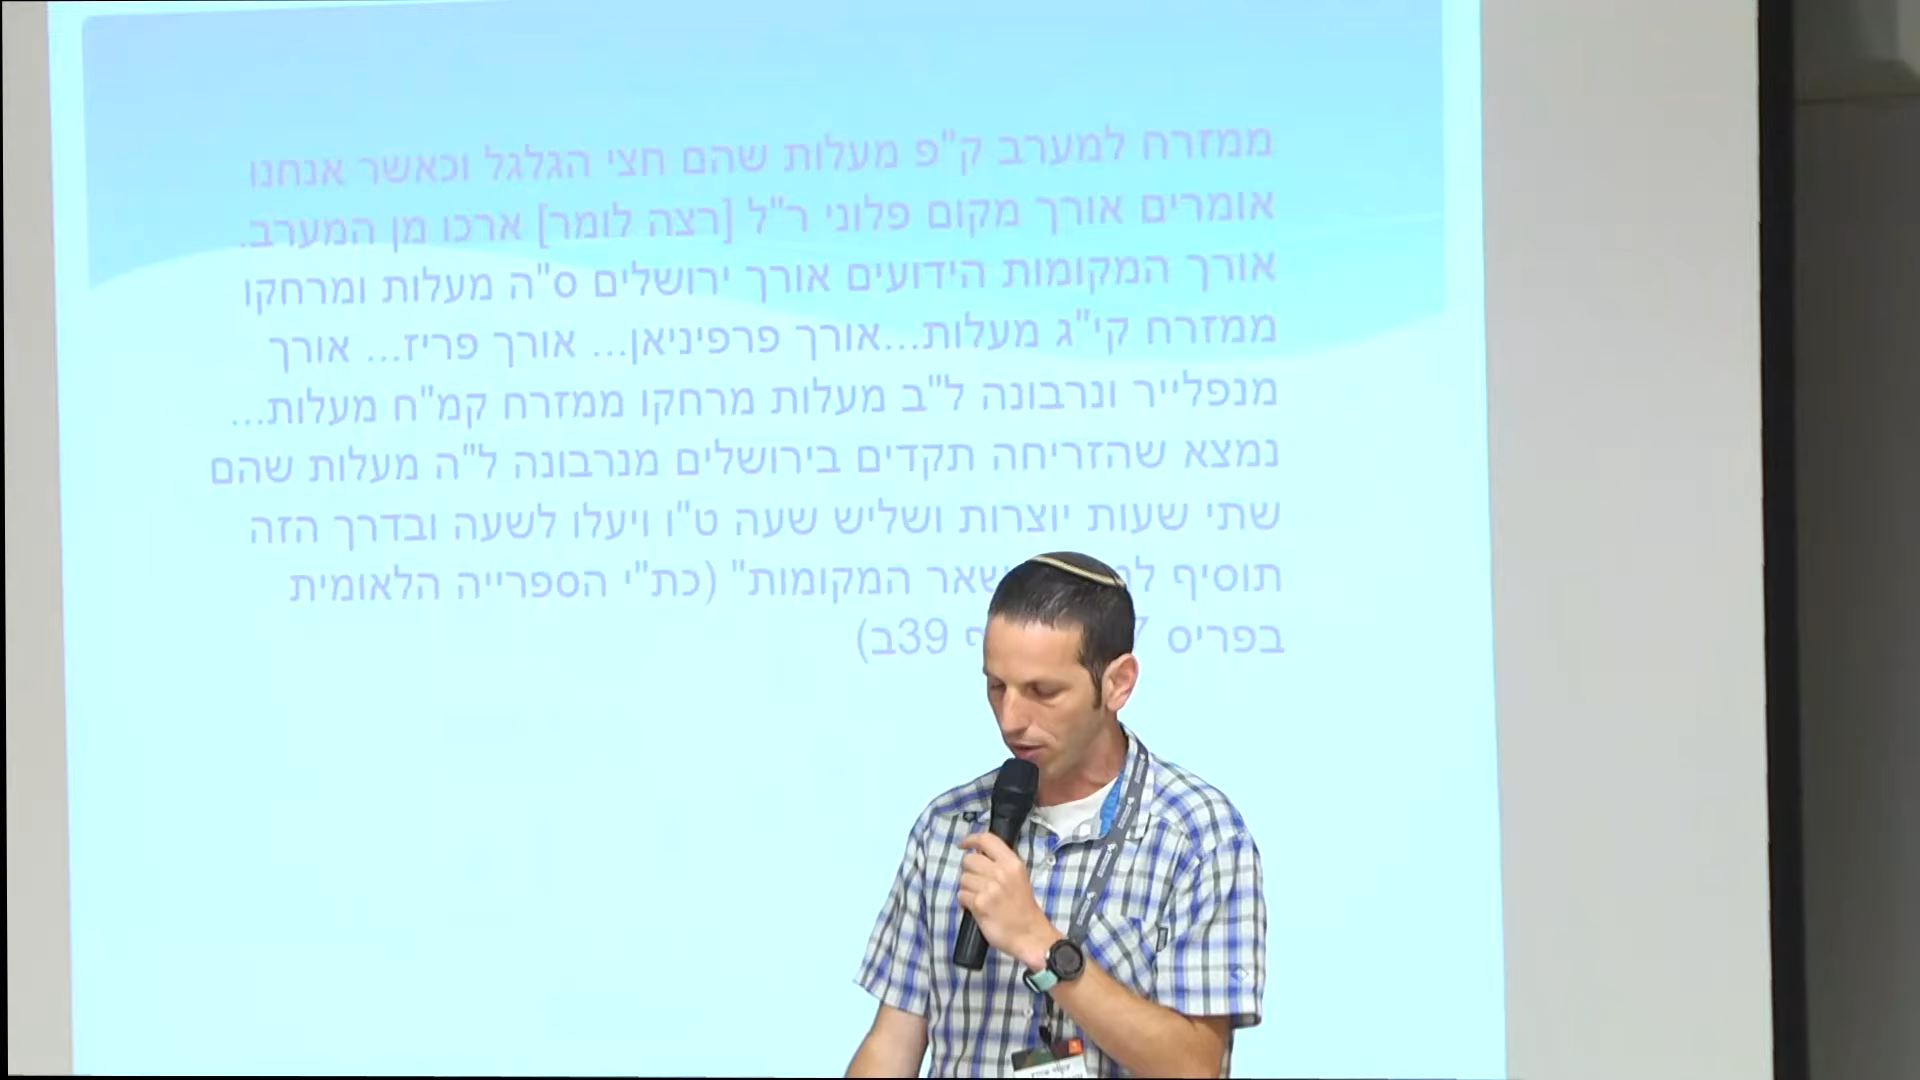 ממזרח למערב ק"פ מעלות שהם חצי הגלגל וכאשר אנחנו
אומרים אורך מקום פלוני ר"ל [רצה לומר] ארכו מן המערב.
אורך המקומות הידועים אורך ירושלים ס"ה מעלות ומרחקו
ממזרח קי"ג מעלות...אורך פרפיניאן... אורך פריז... אורך
מנפלייר ונרבונה ל"ב מעלות מרחקו ממזרח קמ"ח מעלות...
נמצא שהזריחה תקדים בירושלים מנרבונה ל"ה מעלות שהם
שתי שעות יוצרות ושליש שעה ט"ו ויעלו לשעה ובדרך הזה
תוסיף המקומות" (כת"י הספרייה הלאומית
בפריס 39ב)